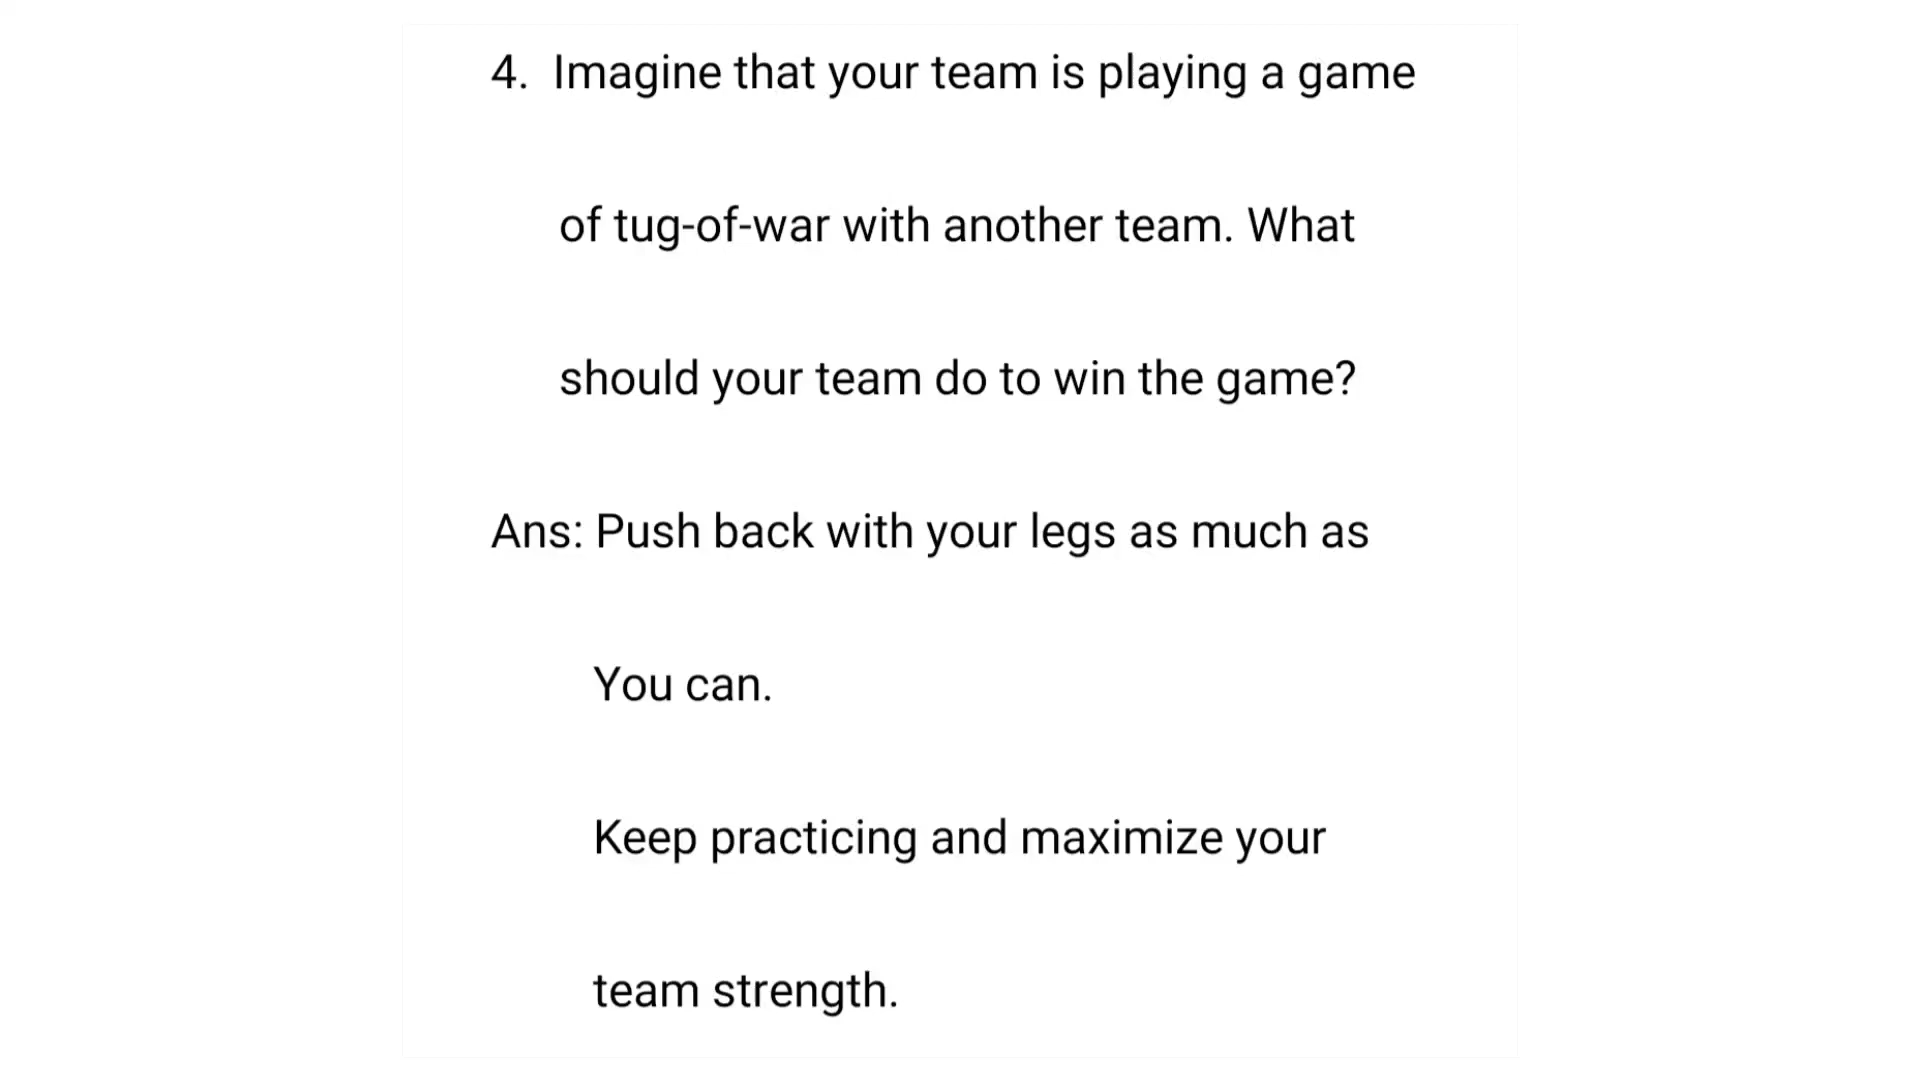 4. Imagine that your team is playing a game
of tug-of-war with another team. What
should your team do to win the game?
Ans: Push back with your legs as much as
You can.
Keep practicing and maximize your
team strength.